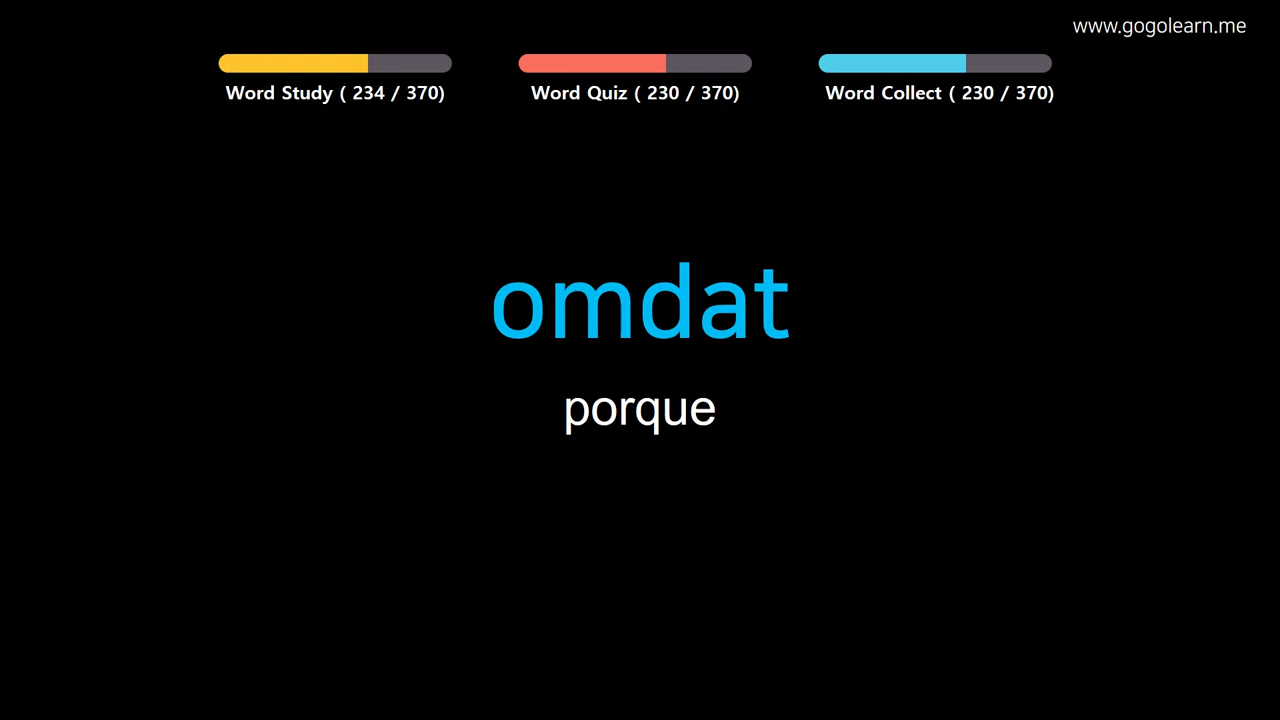 www.gogolearn.me
Word Study ( 234 / 370)
Word Quiz ( 230 / 370)
Word Collect ( 230 / 370)
omdat
porque